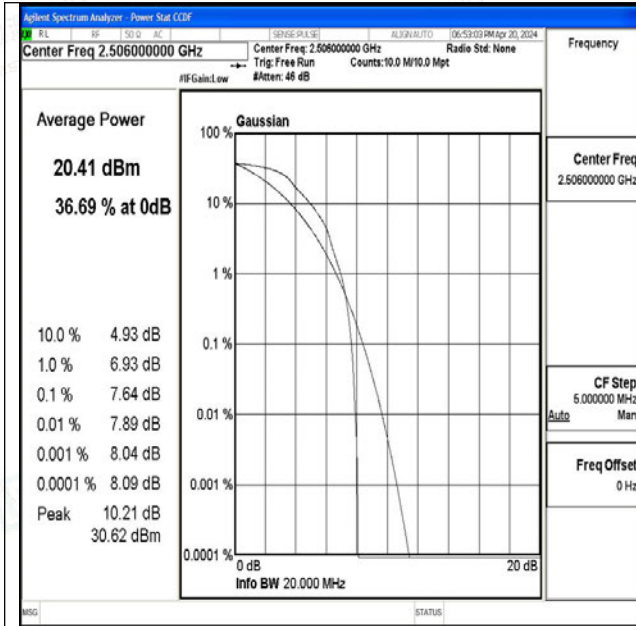 Agilent Spectrum Analyzer - Power Stat CCDF
RL RF 50 Ω AC SENSE:PULSE ALIGN AUTO 06:53:03 PM Apr 20, 2024
Center Freq 2.506000000 GHz
Center Freq: 2.506000000 GHz Radio Std: None
Trig: Free Run Counts:10.0 M/10.0 Mpt
#IFGain:Low #Atten: 46 dB
Frequency
Average Power
20.41 dBm
36.69 % at 0dB
10.0 % 4.93 dB
1.0 % 6.93 dB
0.1 % 7.64 dB
0.01 % 7.89 dB
0.001 % 8.04 dB
0.0001 % 8.09 dB
Peak 10.21 dB
30.62 dBm
Gaussian
100 %
10 %
1 %
0.1 %
0.01 %
0.001 %
0.0001 %
0 dB 20 dB
Info BW 20.000 MHz
Center Freq
2.506000000 GHz
CF Step
5.000000 MHz
Auto Man
Freq Offset
0 Hz
MSG STATUS